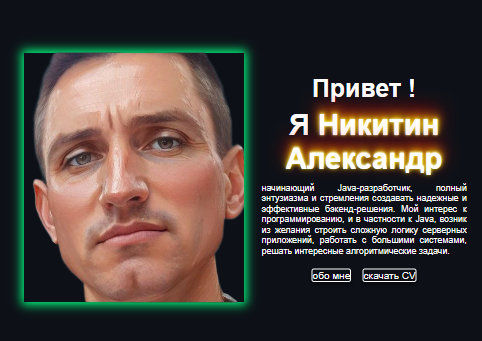 Привет !
Я Никитин
Александр
начинающий Java-разработчик, полный
энтузиазма и стремления создавать надежные и
эффективные бэкенд-решения. Мой интерес к
программированию, и в частности к Java, возник
из желания строить сложную логику серверных
приложений, работать с большими системами,
решать интересные алгоритмические задачи.
обо мне скачать CV